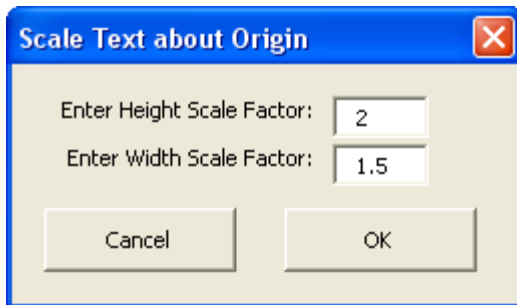 Scale Text about Origin
Enter Height Scale Factor: 2
Enter Width Scale Factor: 1.5
Cancel OK